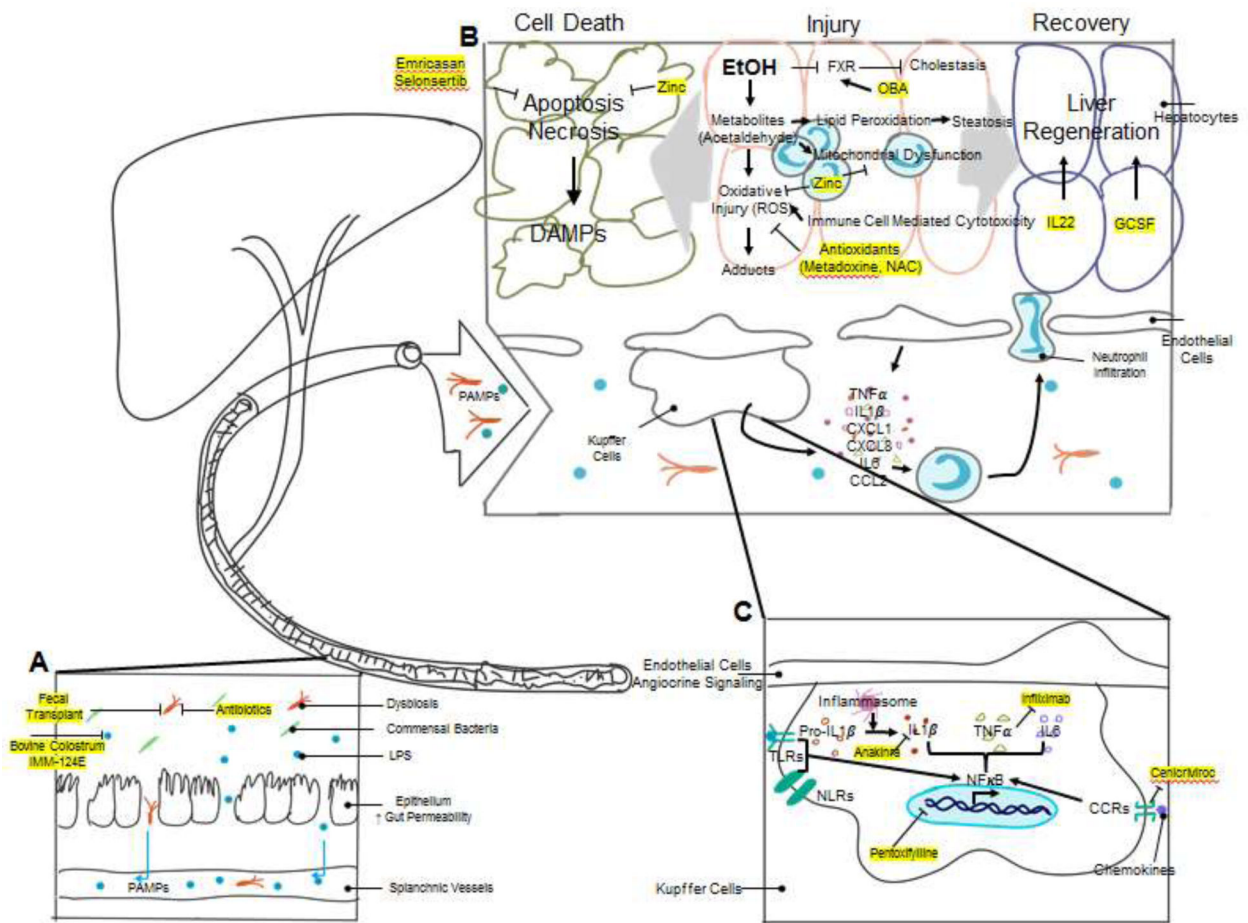 Cell Death
Injury
Recovery
B
Emricasan
Selonsertib
Zinc
Apoptosis
Necrosis
DAMPs
EtOH
FXR
Cholestasis
OBA
Metabolites
(Acetaldehyde)
Lipid Peroxidation
Steatosis
Mitochondrial Dysfunction
Zinc
Oxidative
Injury (ROS)
Immune Cell Mediated Cytotoxicity
Antioxidants
(Metadoxine, NAC)
Adducts
Liver
Regeneration
Hepatocytes
IL22
GCSF
Endothelial
Cells
Neutrophil
Infiltration
PAMPs
Kupffer
Cells
TNFα
IL1β
CXCL1
CXCL8
IL6
CCL2
A
Fecal
Transplant
Antibiotics
Dysbiosis
Commensal Bacteria
Bovine Colostrum
IMM-124E
LPS
Epithelium
↑ Gut Permeability
PAMPs
Splanchnic Vessels
C
Endothelial Cells
Angiocrine Signaling
Inflammasome
Infliximab
Pro-IL1β
IL1β
TNFα
IL6
Anakinra
TLRs
NLRs
NFκB
CenicrMiroc
CCRs
Pentoxifylline
Chemokines
Kupffer Cells